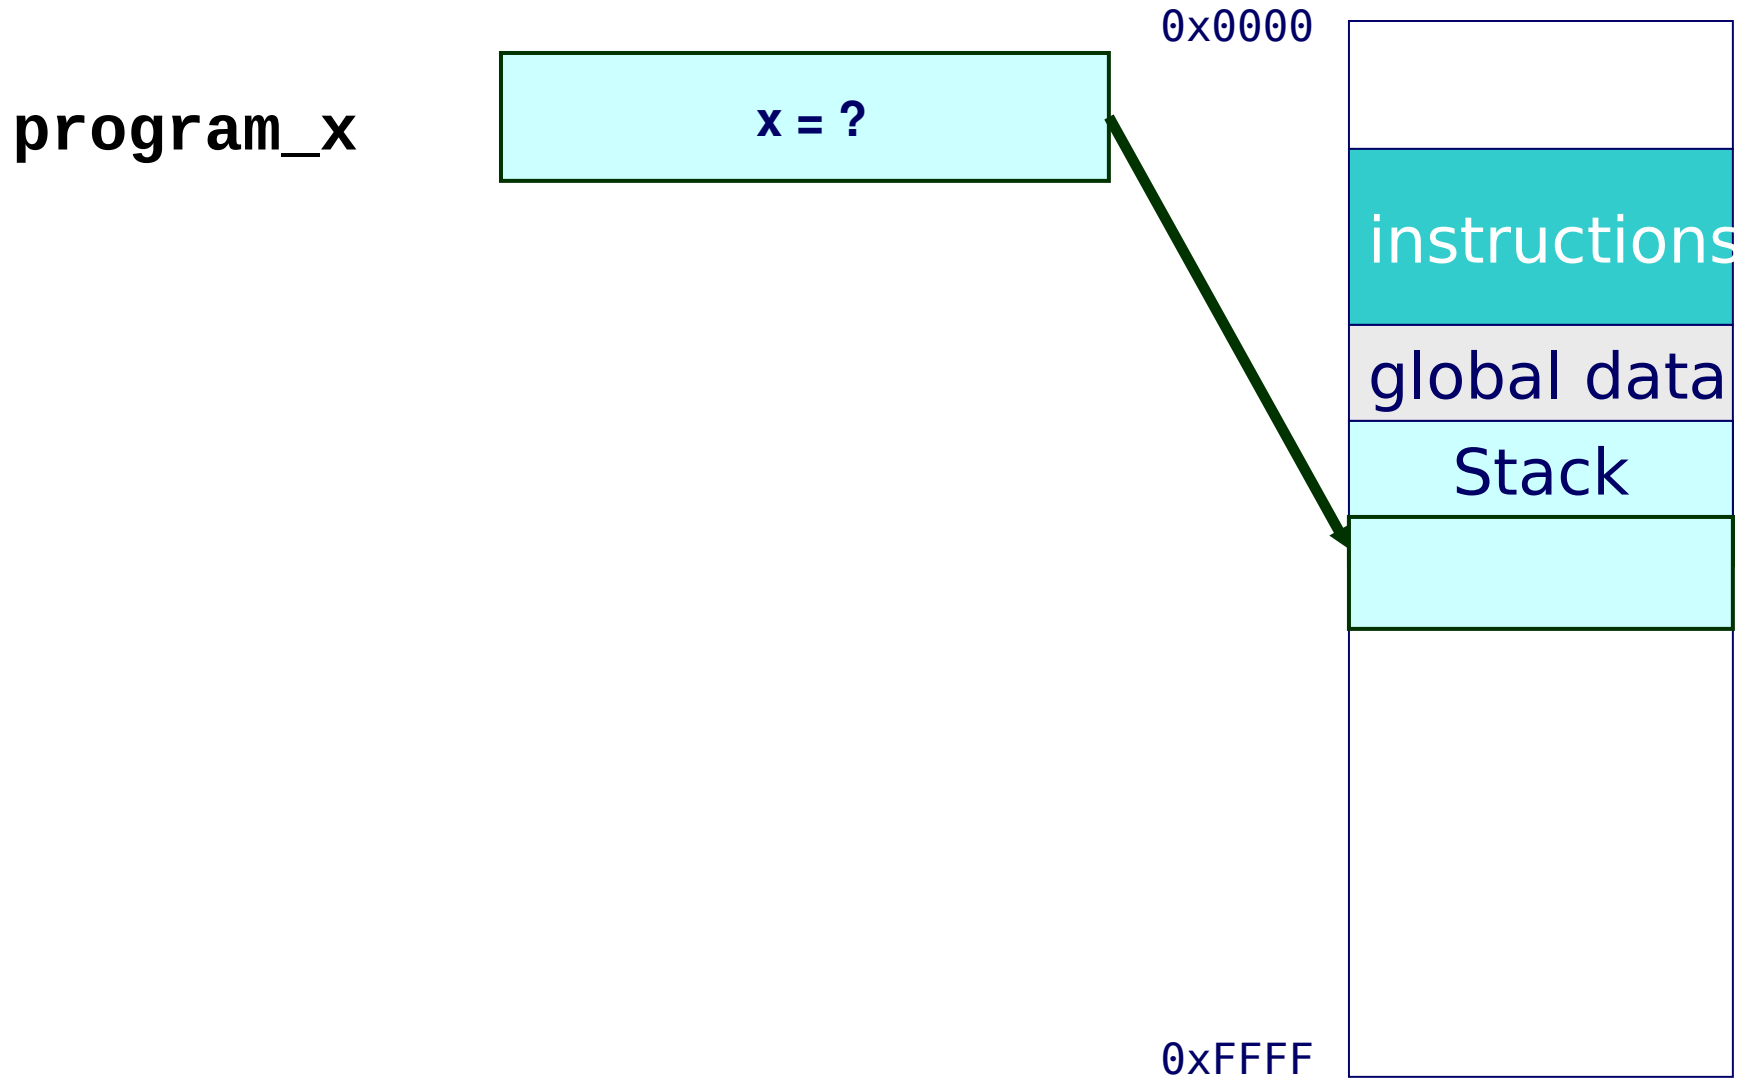 0x0000
program_x
x = ?
instructions
global data
Stack
0xFFFF